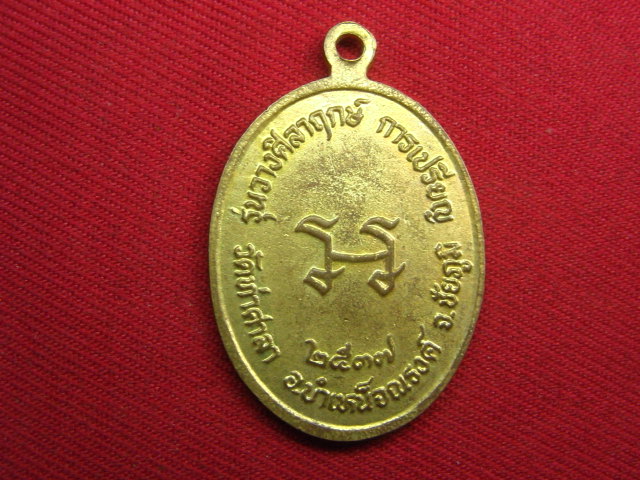 รุ่นวางศิลาฤกษ์ การเปรียญ
๒๕๓๗
วัดท่าศาลา อ.บำเหน็จณรงค์ จ.ชัยภูมิ